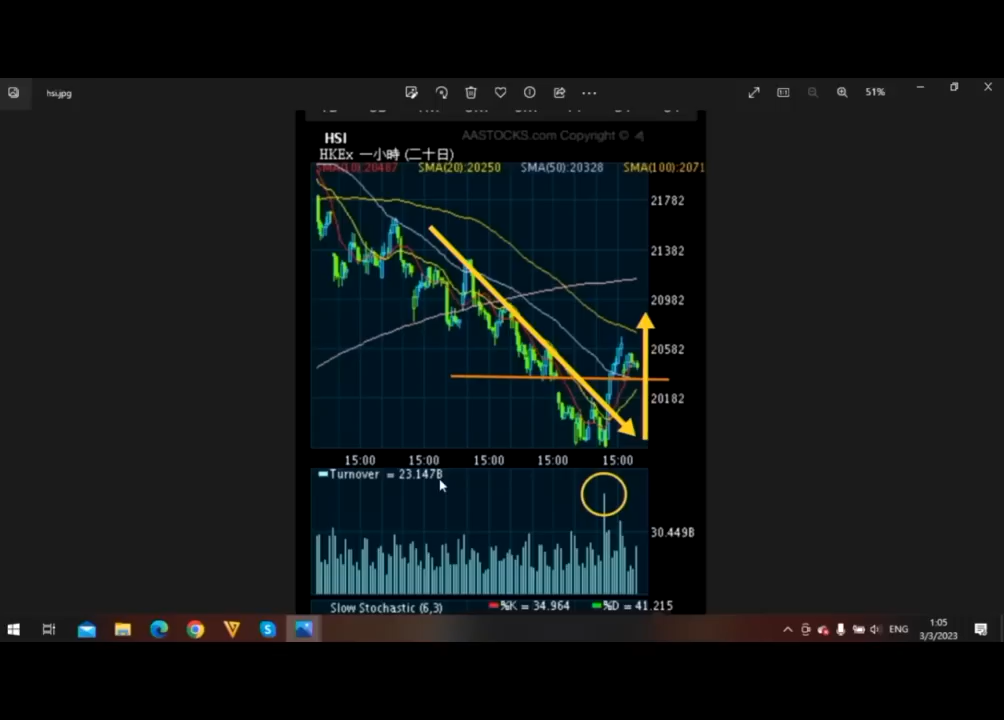 hsi.jpg
51%
HSI
AASTOCKS.com Copyright ©
HKEx 一小時 (二十日)
SMA(10):20487 SMA(20):20250 SMA(50):20328 SMA(100):2071
21782
21382
20982
20582
20182
15:00 15:00 15:00 15:00 15:00
Turnover = 23.147B
30.449B
Slow Stochastic (6,3) %K = 34.964 %D = 41.215
ENG
1:05
3/3/2023